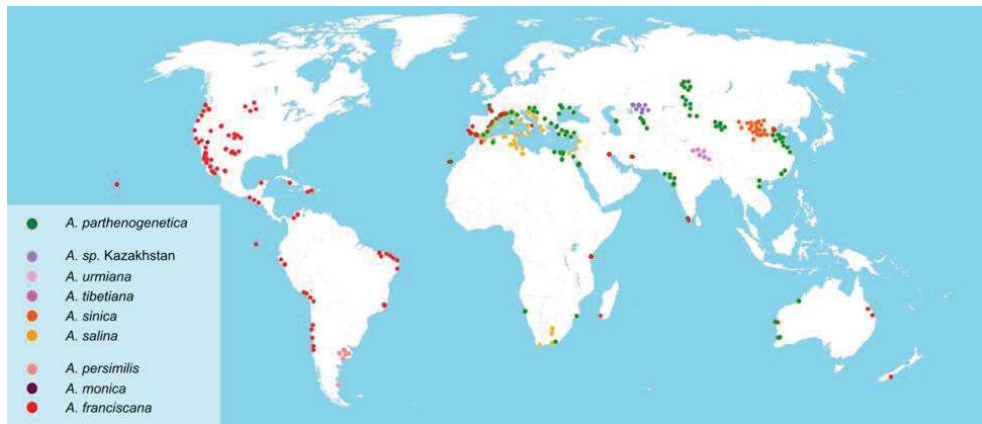 A. parthenogenetica
A. sp. Kazakhstan
A. urmiana
A. tibetiana
A. sinica
A. salina
A. persimilis
A. monica
A. franciscana